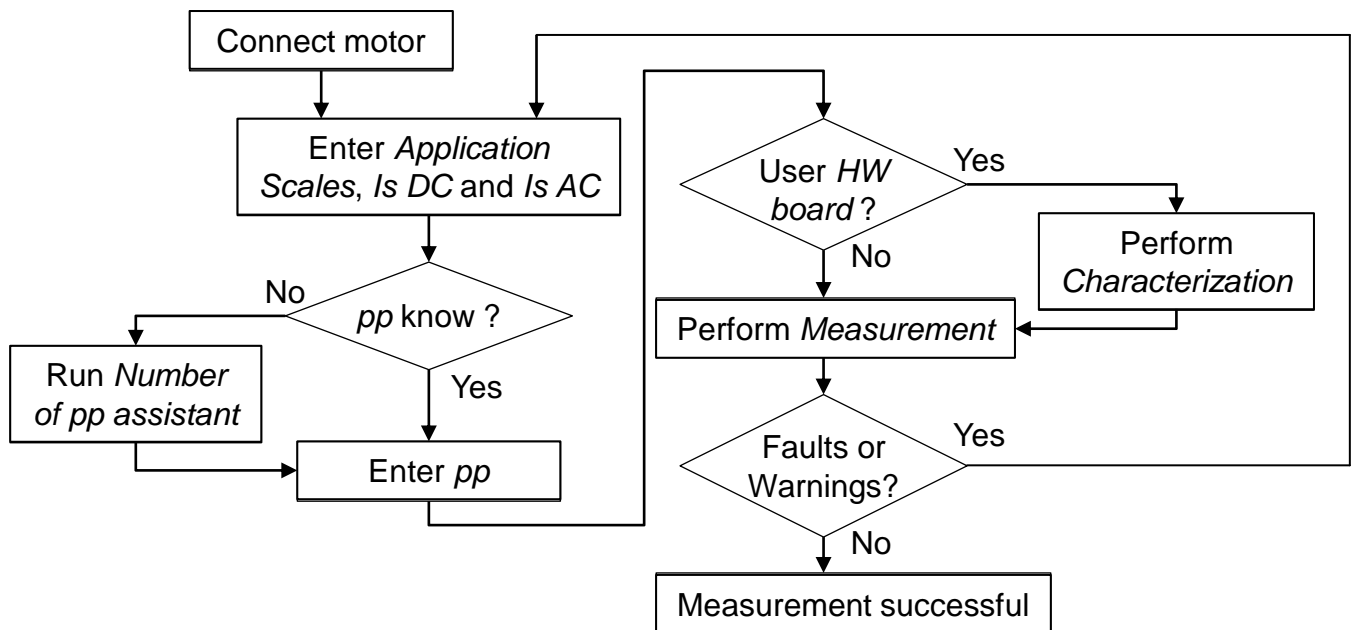 Connect motor
Enter Application
Scales, Is DC and Is AC
pp know ?
No
Yes
Run Number
of pp assistant
Enter pp
User HW
board ?
Yes
No
Perform
Characterization
Perform Measurement
Faults or
Warnings?
Yes
No
Measurement successful